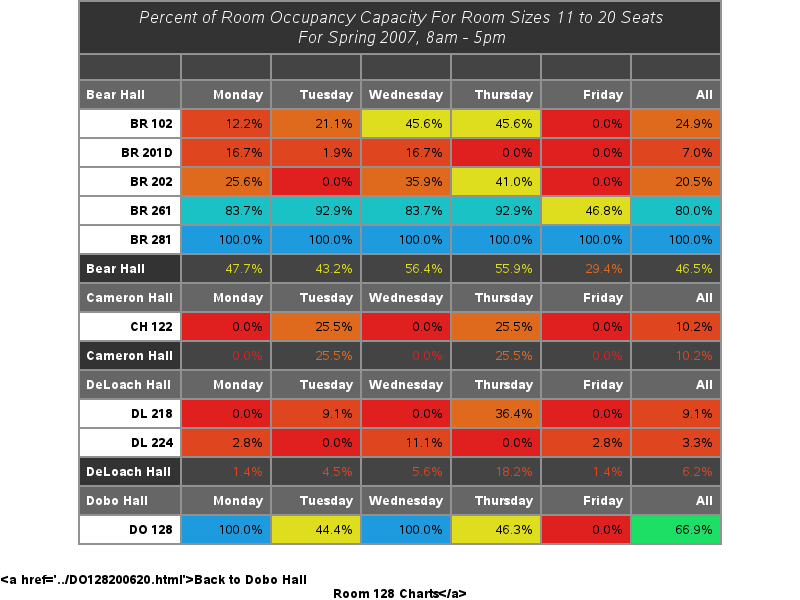 Percent of Room Occupancy Capacity For Room Sizes 11 to 20 Seats
For Spring 2007, 8am - 5pm
Bear Hall Monday Tuesday Wednesday Thursday Friday All
BR 102 12.2% 21.1% 45.6% 45.6% 0.0% 24.9%
BR 201D 16.7% 1.9% 16.7% 0.0% 0.0% 7.0%
BR 202 25.6% 0.0% 35.9% 41.0% 0.0% 20.5%
BR 261 83.7% 92.9% 83.7% 92.9% 46.8% 80.0%
BR 281 100.0% 100.0% 100.0% 100.0% 100.0% 100.0%
Bear Hall 47.7% 43.2% 56.4% 55.9% 29.4% 46.5%
Cameron Hall Monday Tuesday Wednesday Thursday Friday All
CH 122 0.0% 25.5% 0.0% 25.5% 0.0% 10.2%
Cameron Hall 0.0% 25.5% 0.0% 25.5% 0.0% 10.2%
DeLoach Hall Monday Tuesday Wednesday Thursday Friday All
DL 218 0.0% 9.1% 0.0% 36.4% 0.0% 9.1%
DL 224 2.8% 0.0% 11.1% 0.0% 2.8% 3.3%
DeLoach Hall 1.4% 4.5% 5.6% 18.2% 1.4% 6.2%
Dobo Hall Monday Tuesday Wednesday Thursday Friday All
DO 128 100.0% 44.4% 100.0% 46.3% 0.0% 66.9%
<a href='../DO128200620.html'>Back to Dobo Hall
Room 128 Charts</a>